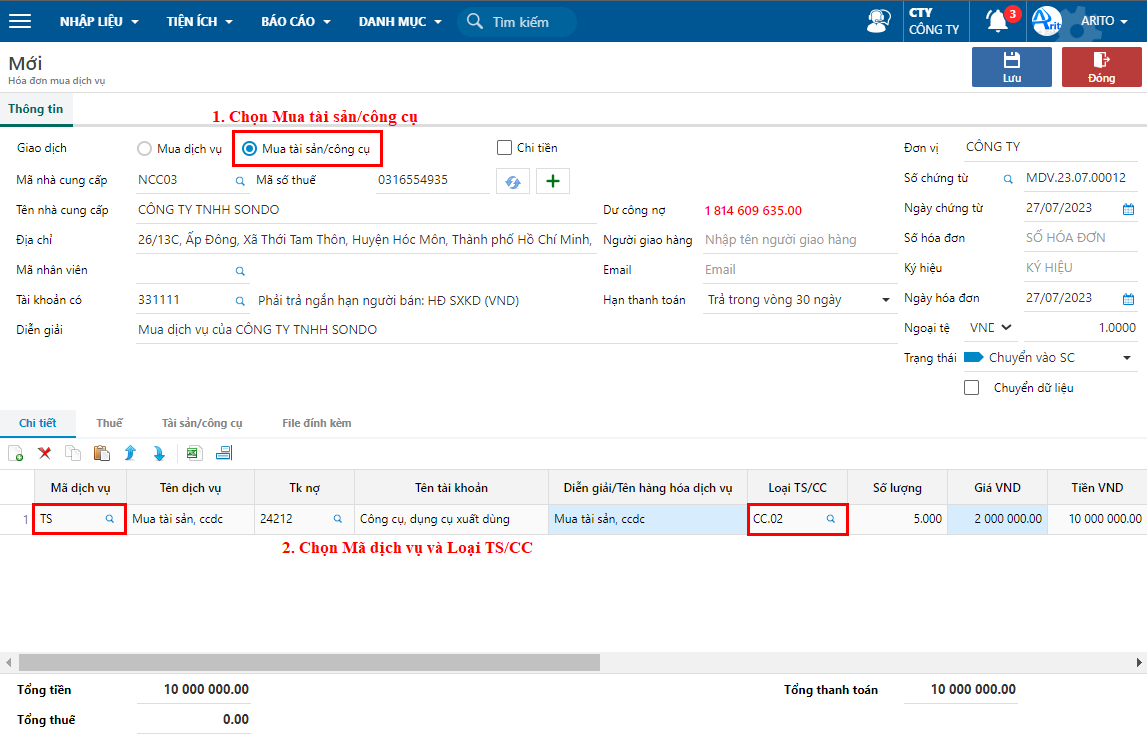 NHẬP LIỆU TIỆN ÍCH BÁO CÁO DANH MỤC Tìm kiếm CTY CÔNG TY 3 Arito ARITO
Mới
Hóa đơn mua dịch vụ
Lưu Đóng
Thông tin
1. Chọn Mua tài sản/công cụ
Giao dịch Mua dịch vụ Mua tài sản/công cụ Chi tiền Đơn vị CÔNG TY
Mã nhà cung cấp NCC03 Mã số thuế 0316554935 Số chứng từ MDV.23.07.00012
Tên nhà cung cấp CÔNG TY TNHH SONDO Dư công nợ 1 814 609 635.00 Ngày chứng từ 27/07/2023
Địa chỉ 26/13C, Ấp Đông, Xã Thới Tam Thôn, Huyện Hóc Môn, Thành phố Hồ Chí Minh, Người giao hàng Nhập tên người giao hàng Số hóa đơn SỐ HÓA ĐƠN
Mã nhân viên Email Email Ký hiệu KÝ HIỆU
Tài khoản có 331111 Phải trả ngắn hạn người bán: HĐ SXKD (VND) Hạn thanh toán Trả trong vòng 30 ngày Ngày hóa đơn 27/07/2023
Diễn giải Mua dịch vụ của CÔNG TY TNHH SONDO Ngoại tệ VND 1.0000
Trạng thái Chuyển vào SC
Chuyển dữ liệu
Chi tiết Thuế Tài sản/công cụ File đính kèm
Mã dịch vụ Tên dịch vụ Tk nợ Tên tài khoản Diễn giải/Tên hàng hóa dịch vụ Loại TS/CC Số lượng Giá VND Tiền VND
1 TS Mua tài sản, ccdc 24212 Công cụ, dụng cụ xuất dùng Mua tài sản, ccdc CC.02 5.000 2 000 000.00 10 000 000.00
2. Chọn Mã dịch vụ và Loại TS/CC
Tổng tiền 10 000 000.00 Tổng thanh toán 10 000 000.00
Tổng thuế 0.00